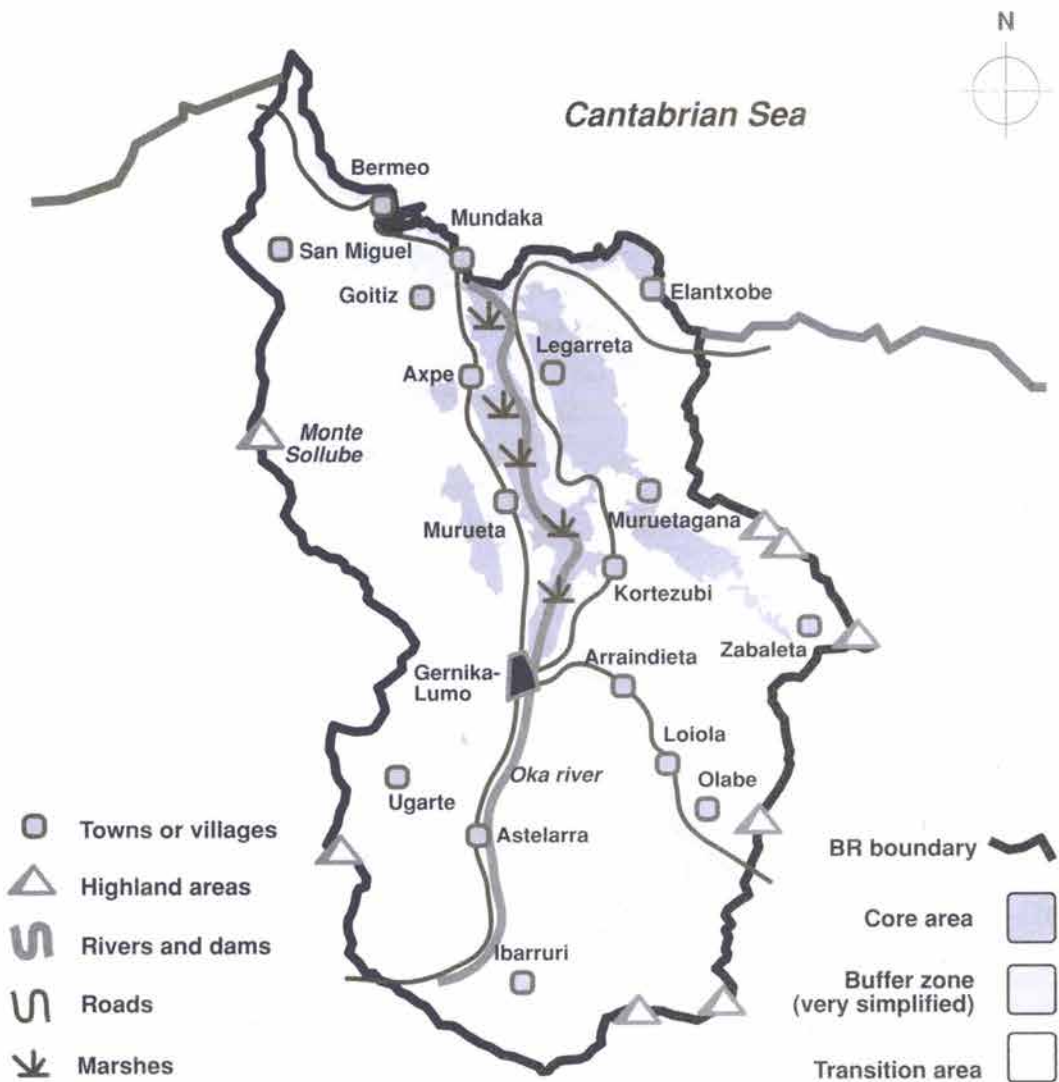 N
Cantabrian Sea
Bermeo
Mundaka
San Miguel
Goitiz
Elantxobe
Legarreta
Axpe
Monte
Sollube
Murueta
Muruetagana
Kortezubi
Zabaleta
Gernika-
Lumo
Arraindieta
Loiola
Olabe
Oka river
Ugarte
Astelarra
Ibarruri
Towns or villages
Highland areas
Rivers and dams
Roads
Marshes
BR boundary
Core area
Buffer zone
(very simplified)
Transition area